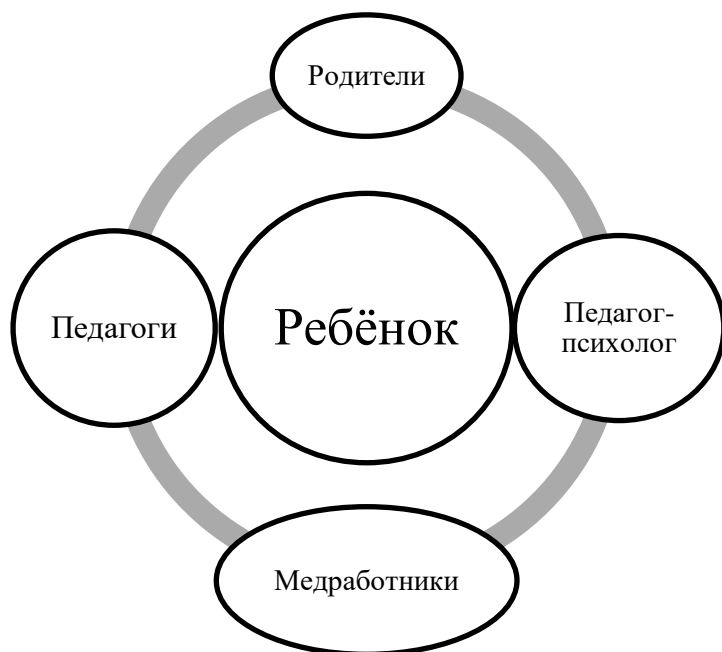 Родители
Педагоги
Ребёнок
Педагог-
психолог
Медработники